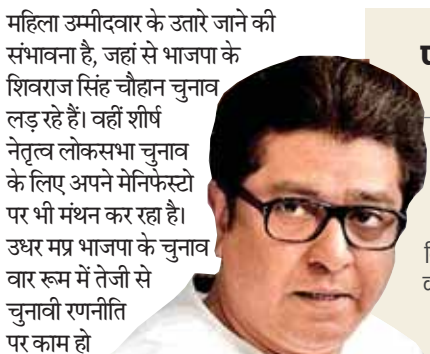 महिला उम्मीदवार के उतारे जाने की
संभावना है, जहां से भाजपा के
शिवराज सिंह चौहान चुनाव
लड़ रहे हैं। वहीं शीर्ष
नेतृत्व लोकसभा चुनाव
के लिए अपने मेनिफेस्टो
पर भी मंथन कर रहा है।
उधर मप्र भाजपा के चुनाव
वार रूम में तेजी से
चुनावी रणनीति
पर काम हो